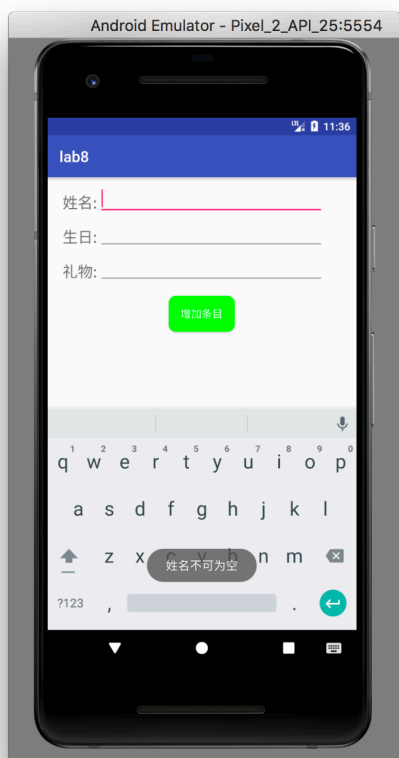 Android Emulator - Pixel_2_API_25:5554
LTE 11:36
lab8
姓名:
生日:
礼物:
增加条目
1 2 3 4 5 6 7 8 9 0
q w e r t y u i o p
a s d f g h j k l
z x c v b n m
姓名不可为空
?123 , .